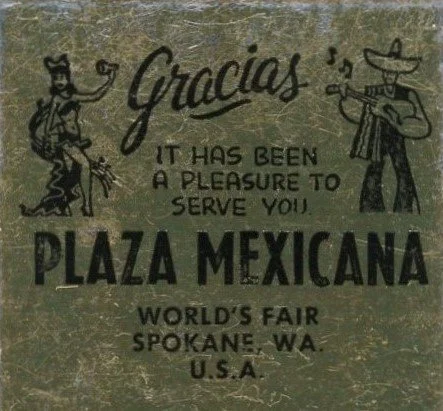 Gracias
IT HAS BEEN
A PLEASURE TO
SERVE YOU.
PLAZA MEXICANA
WORLD'S FAIR
SPOKANE, WA.
U.S.A.